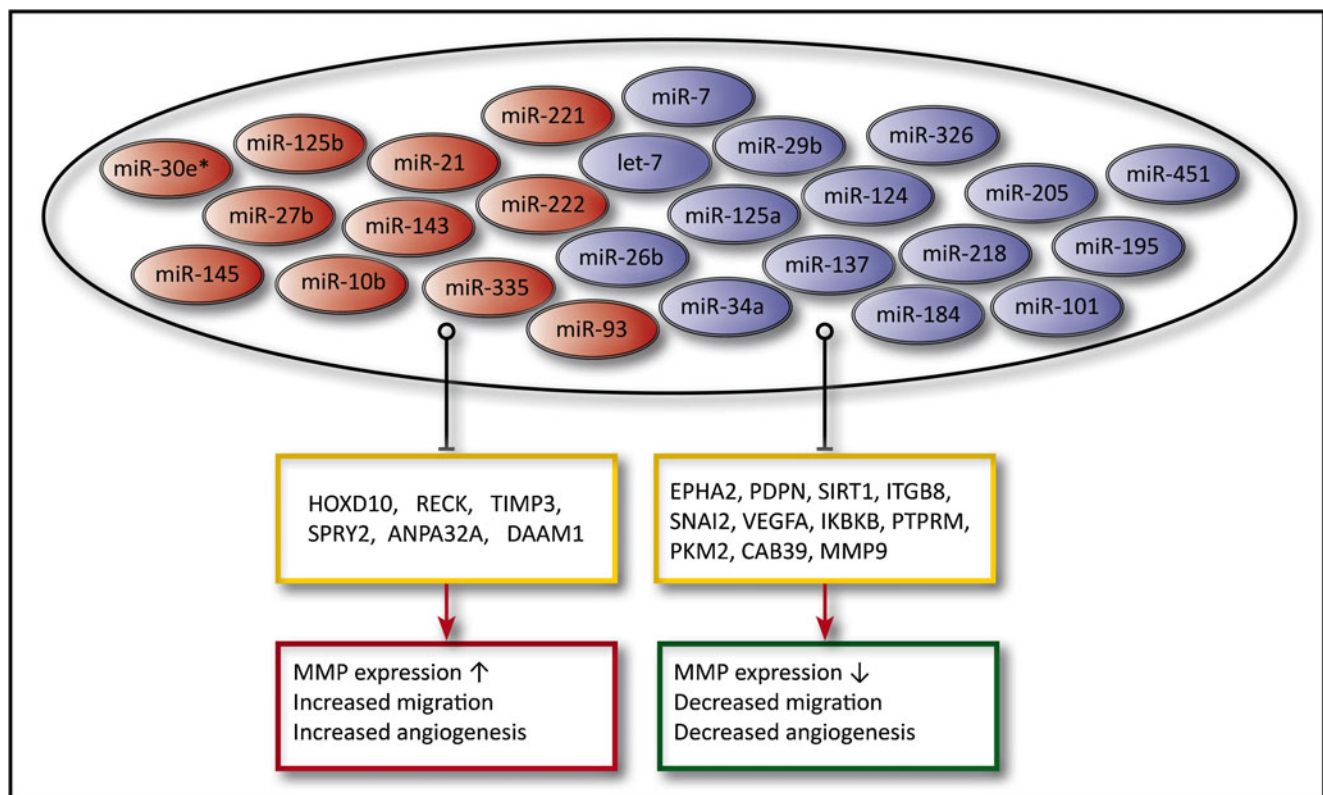 miR-7
miR-221
miR-326
miR-125b
miR-29b
miR-21
let-7
miR-30e*
miR-451
miR-205
miR-124
miR-222
miR-27b
miR-125a
miR-143
miR-195
miR-218
miR-26b
miR-137
miR-145
miR-10b
miR-335
miR-34a
miR-101
miR-184
miR-93
HOXD10, RECK, TIMP3,
SPRY2, ANPA32A, DAAM1
EPHA2, PDPN, SIRT1, ITGB8,
SNAI2, VEGFA, IKBKB, PTPRM,
PKM2, CAB39, MMP9
MMP expression ↑
Increased migration
Increased angiogenesis
MMP expression ↓
Decreased migration
Decreased angiogenesis